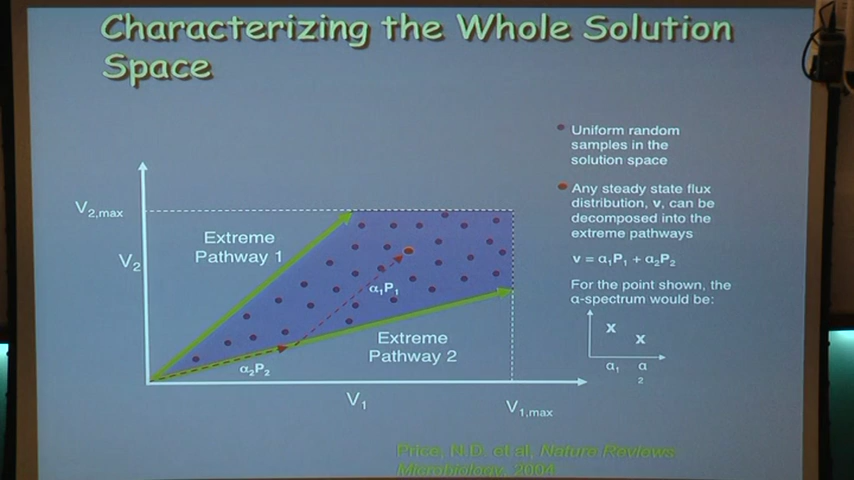 Characterizing the Whole Solution
Space
Uniform random
samples in the
solution space
Any steady state flux
distribution, v, can be
decomposed into the
extreme pathways
v = α₁P₁ + α₂P₂
For the point shown, the
α-spectrum would be:
X
X
α₁ α
2
V₂,max
V₂
Extreme
Pathway 1
α₁P₁
Extreme
Pathway 2
α₂P₂
V₁
V₁,max
Price, N.D. et al, Nature Reviews
Microbiology, 2004